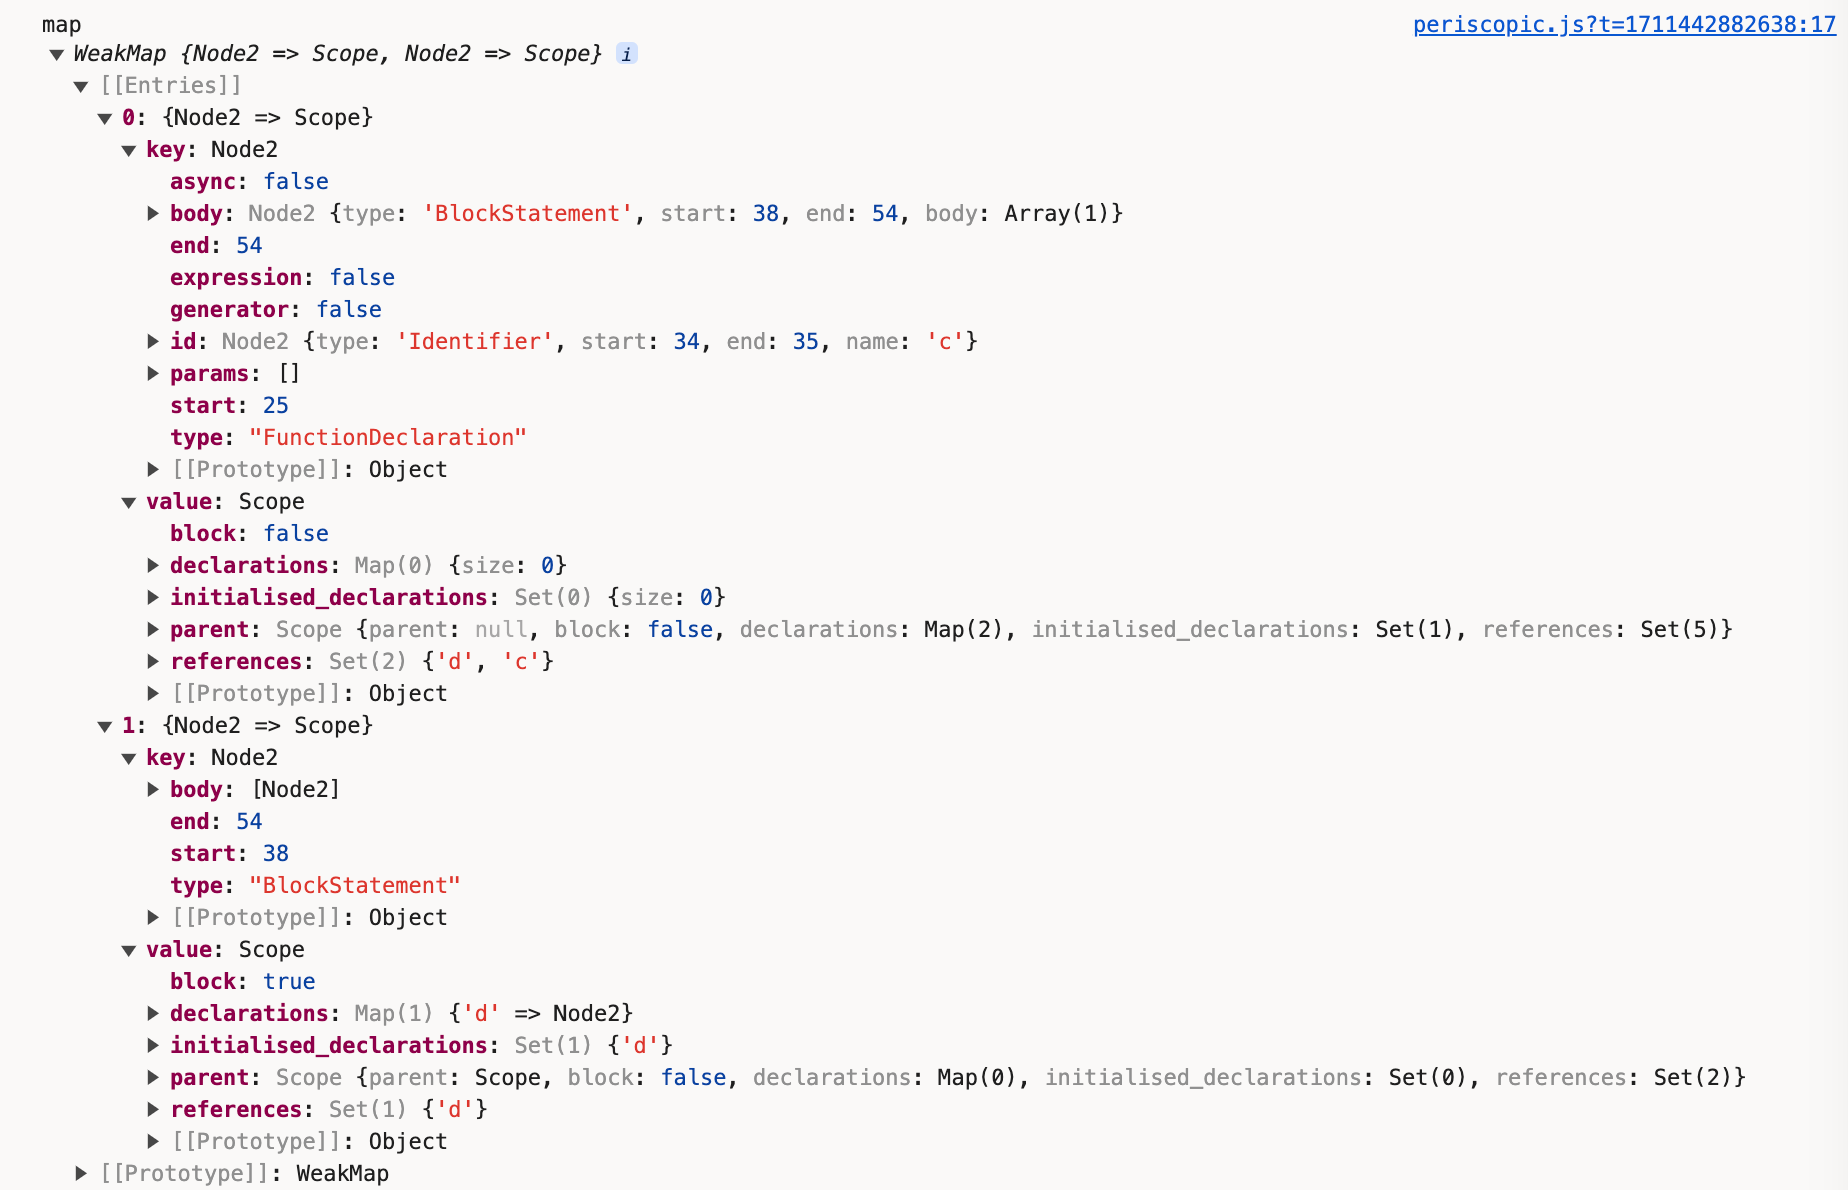 map periscopic.js?t=1711442882638:17
▼ WeakMap {Node2 => Scope, Node2 => Scope} i
▼ [[Entries]]
▼ 0: {Node2 => Scope}
▼ key: Node2
async: false
▶ body: Node2 {type: 'BlockStatement', start: 38, end: 54, body: Array(1)}
end: 54
expression: false
generator: false
▶ id: Node2 {type: 'Identifier', start: 34, end: 35, name: 'c'}
▶ params: []
start: 25
type: "FunctionDeclaration"
▶ [[Prototype]]: Object
▼ value: Scope
block: false
▶ declarations: Map(0) {size: 0}
▶ initialised_declarations: Set(0) {size: 0}
▶ parent: Scope {parent: null, block: false, declarations: Map(2), initialised_declarations: Set(1), references: Set(5)}
▶ references: Set(2) {'d', 'c'}
▶ [[Prototype]]: Object
▼ 1: {Node2 => Scope}
▼ key: Node2
▶ body: [Node2]
end: 54
start: 38
type: "BlockStatement"
▶ [[Prototype]]: Object
▼ value: Scope
block: true
▶ declarations: Map(1) {'d' => Node2}
▶ initialised_declarations: Set(1) {'d'}
▶ parent: Scope {parent: Scope, block: false, declarations: Map(0), initialised_declarations: Set(0), references: Set(2)}
▶ references: Set(1) {'d'}
▶ [[Prototype]]: Object
▶ [[Prototype]]: WeakMap